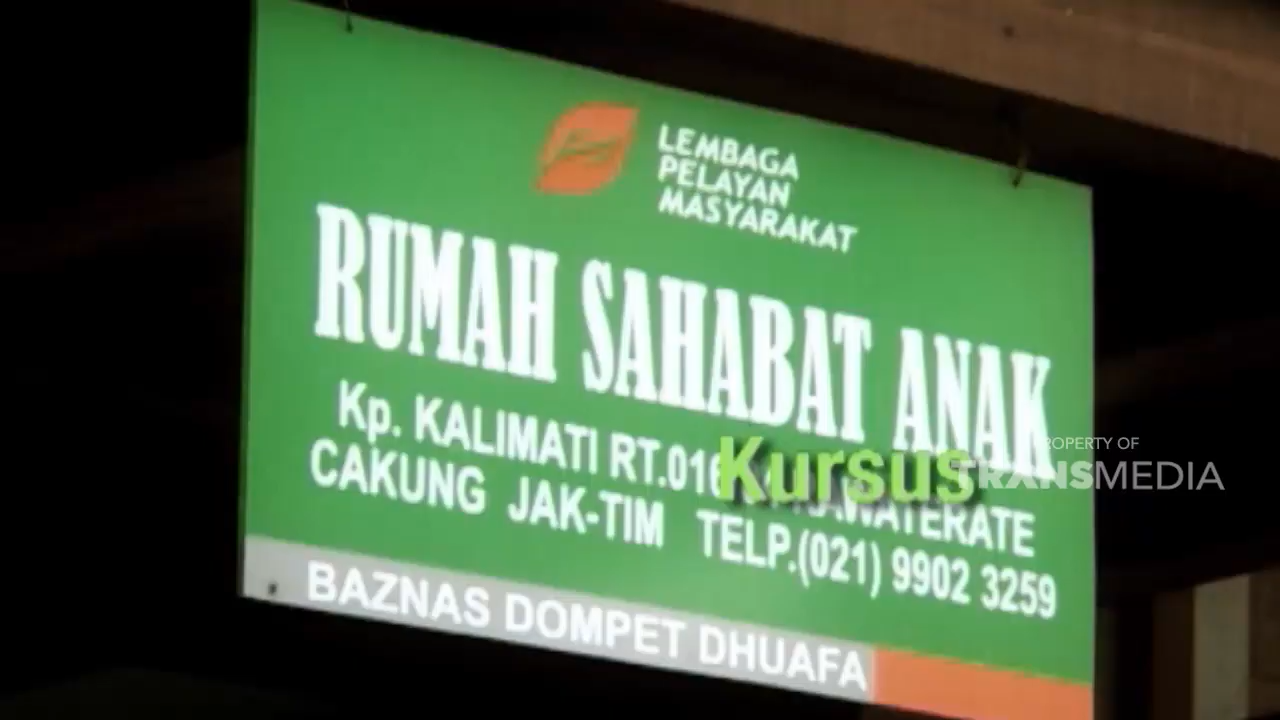 LEMBAGA
PELAYAN
MASYARAKAT
RUMAH SAHABAT ANAK
Kp. KALIMATI RT.016 RAWATERATE
Kursus
CAKUNG JAK-TIM TELP.(021) 9902 3259
BAZNAS DOMPET DHUAFA
PROPERTY OF
TRANSMEDIA